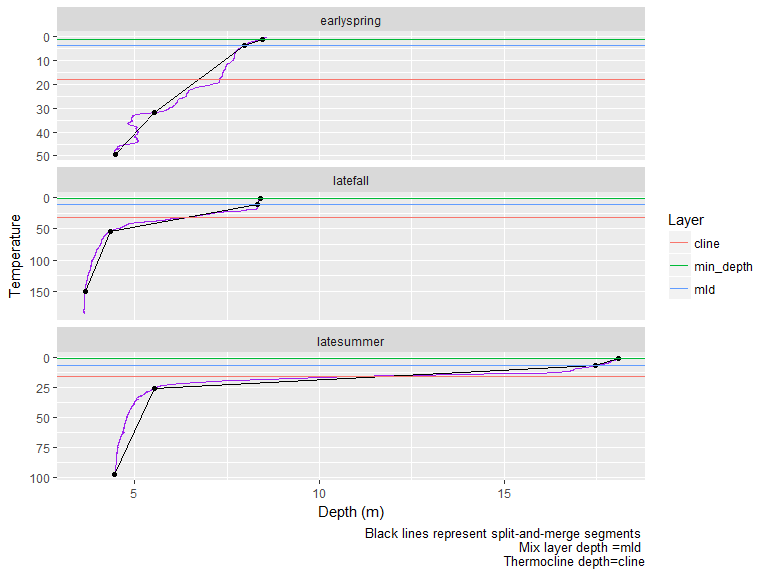 earlyspring
0
10
20
30
40
50
latefall
0
50
100
150
latesummer
0
25
50
75
100
5 10 15
Temperature
Depth (m)
Layer
cline
min_depth
mld
Black lines represent split-and-merge segments
Mix layer depth =mld
Thermocline depth=cline